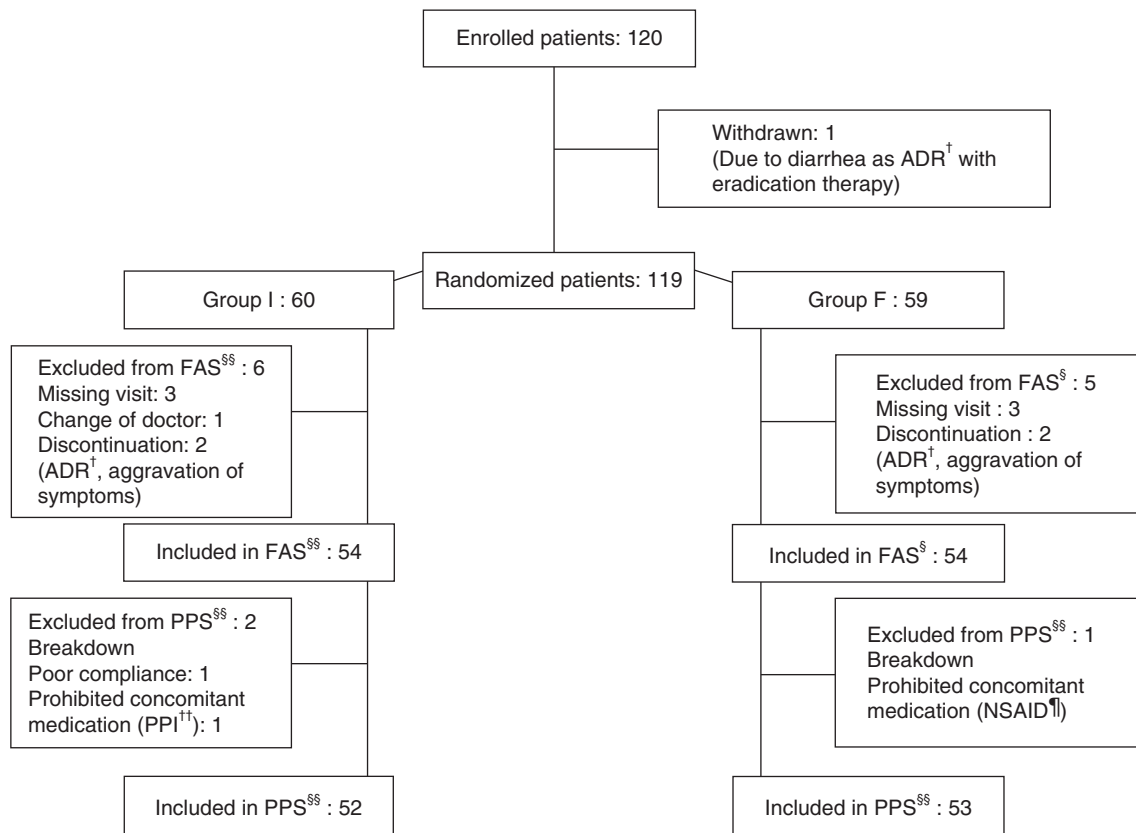 Enrolled patients: 120
Withdrawn: 1
(Due to diarrhea as ADR† with
eradication therapy)
Randomized patients: 119
Group I : 60
Group F : 59
Excluded from FAS§§ : 6
Missing visit: 3
Change of doctor: 1
Discontinuation: 2
(ADR†, aggravation of
symptoms)
Excluded from FAS§ : 5
Missing visit : 3
Discontinuation : 2
(ADR†, aggravation of
symptoms)
Included in FAS§§ : 54
Included in FAS§ : 54
Excluded from PPS§§ : 2
Breakdown
Poor compliance: 1
Prohibited concomitant
medication (PPI††): 1
Excluded from PPS§§ : 1
Breakdown
Prohibited concomitant
medication (NSAID¶)
Included in PPS§§ : 52
Included in PPS§§ : 53